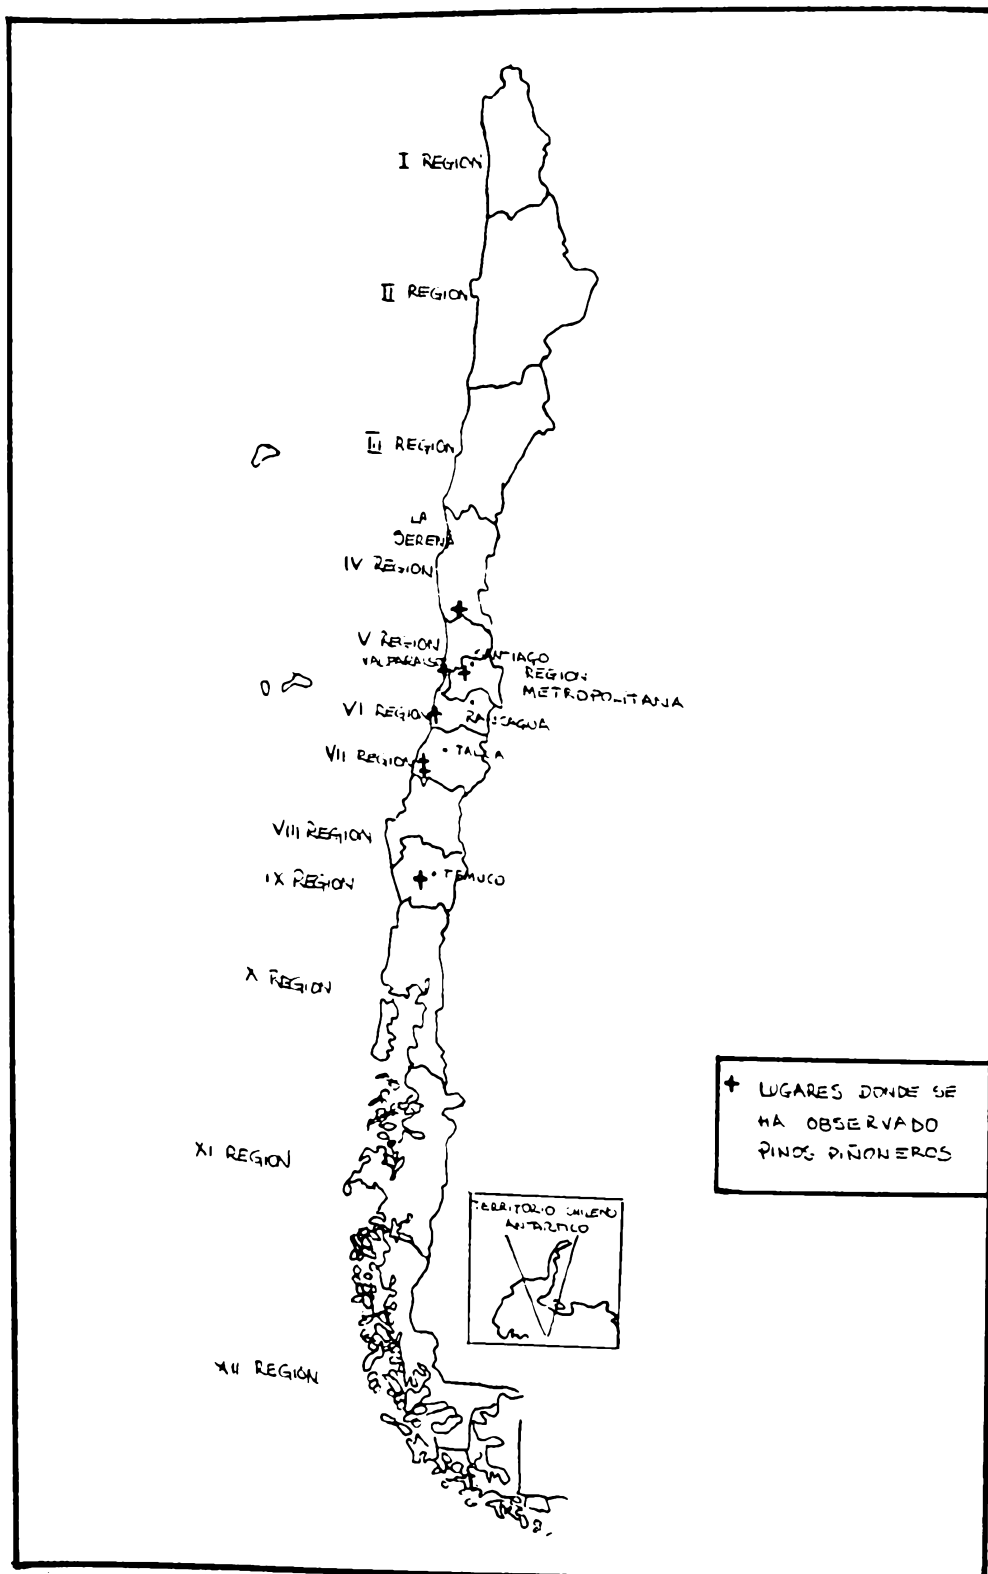 I REGION
II REGION
III REGION
LA
SERENA
IV REGION
V REGION
VALPARAISO
SANTIAGO
REGION
METROPOLITANA
VI REGION
RANCAGUA
VII REGION
TALCA
VIII REGION
IX REGION
TEMUCO
X REGION
XI REGION
XII REGION
TERRITORIO CHILENO
ANTARTICO
+ LUGARES DONDE SE
HA OBSERVADO
PINOS PIÑONEROS